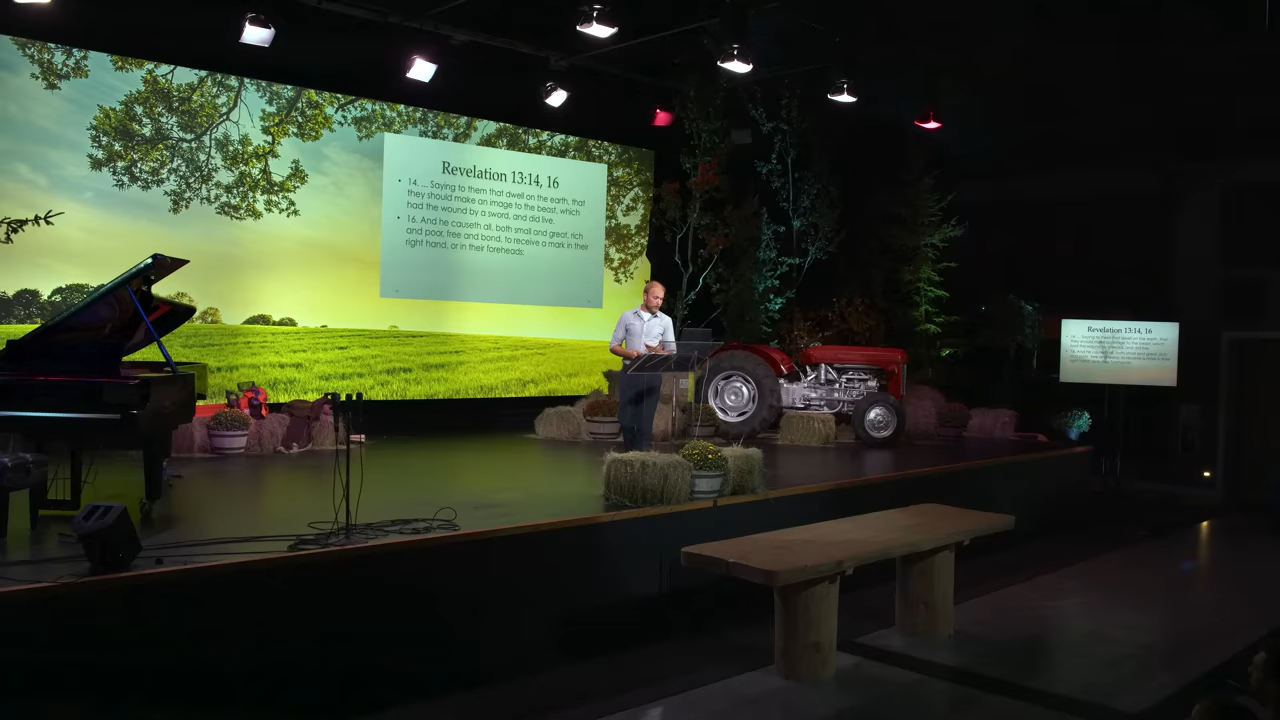 Revelation 13:14, 16
• 14. ... Saying to them that dwell on the earth, that
they should make an image to the beast, which
had the wound by a sword, and did live.
• 16. And he causeth all, both small and great, rich
and poor, free and bond, to receive a mark in their
right hand, or in their foreheads:
Revelation 13:14, 16